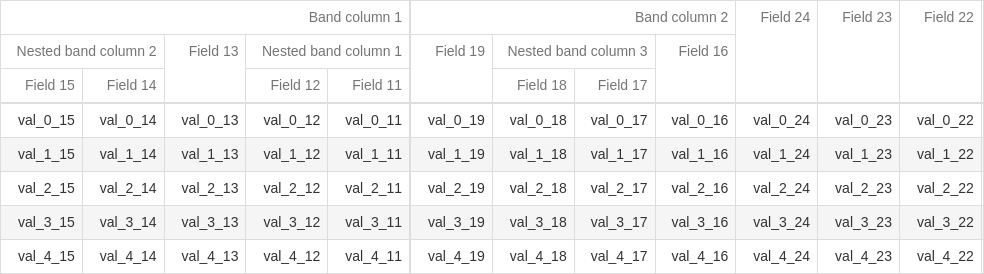 Band column 1 Band column 2 Field 24 Field 23 Field 22
Nested band column 2 Field 13 Nested band column 1 Field 19 Nested band column 3 Field 16
Field 15 Field 14 Field 12 Field 11 Field 18 Field 17
val_0_15 val_0_14 val_0_13 val_0_12 val_0_11 val_0_19 val_0_18 val_0_17 val_0_16 val_0_24 val_0_23 val_0_22
val_1_15 val_1_14 val_1_13 val_1_12 val_1_11 val_1_19 val_1_18 val_1_17 val_1_16 val_1_24 val_1_23 val_1_22
val_2_15 val_2_14 val_2_13 val_2_12 val_2_11 val_2_19 val_2_18 val_2_17 val_2_16 val_2_24 val_2_23 val_2_22
val_3_15 val_3_14 val_3_13 val_3_12 val_3_11 val_3_19 val_3_18 val_3_17 val_3_16 val_3_24 val_3_23 val_3_22
val_4_15 val_4_14 val_4_13 val_4_12 val_4_11 val_4_19 val_4_18 val_4_17 val_4_16 val_4_24 val_4_23 val_4_22